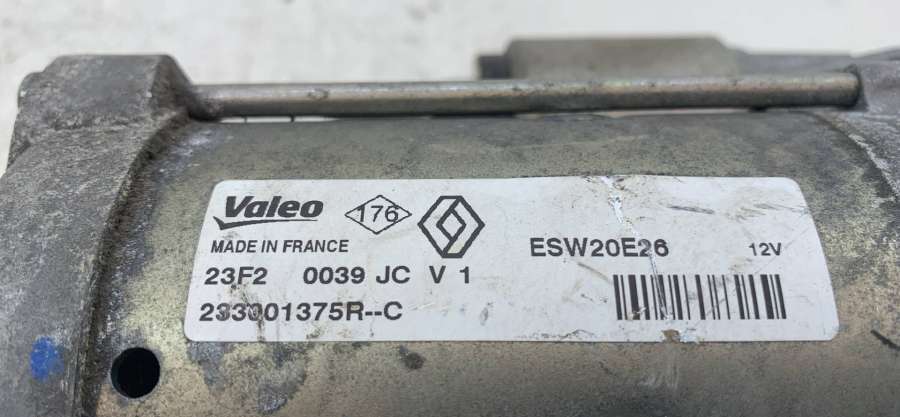 Valeo 176
MADE IN FRANCE
ESW20E26 12V
23F2 0039 JC V 1
233001375R--C